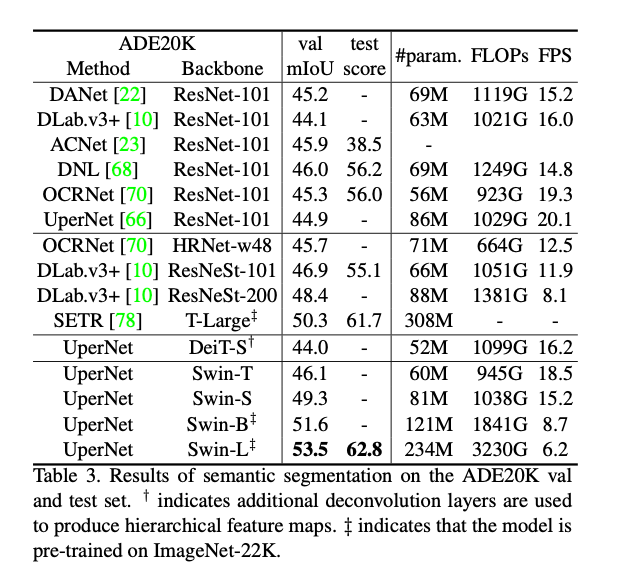 ADE20K val test #param. FLOPs FPS
Method Backbone mIoU score
DANet [22] ResNet-101 45.2 - 69M 1119G 15.2
DLab.v3+ [10] ResNet-101 44.1 - 63M 1021G 16.0
ACNet [23] ResNet-101 45.9 38.5 -
DNL [68] ResNet-101 46.0 56.2 69M 1249G 14.8
OCRNet [70] ResNet-101 45.3 56.0 56M 923G 19.3
UperNet [66] ResNet-101 44.9 - 86M 1029G 20.1
OCRNet [70] HRNet-w48 45.7 - 71M 664G 12.5
DLab.v3+ [10] ResNeSt-101 46.9 55.1 66M 1051G 11.9
DLab.v3+ [10] ResNeSt-200 48.4 - 88M 1381G 8.1
SETR [78] T-Large‡ 50.3 61.7 308M - -
UperNet DeiT-S† 44.0 - 52M 1099G 16.2
UperNet Swin-T 46.1 - 60M 945G 18.5
UperNet Swin-S 49.3 - 81M 1038G 15.2
UperNet Swin-B‡ 51.6 - 121M 1841G 8.7
UperNet Swin-L‡ 53.5 62.8 234M 3230G 6.2
Table 3. Results of semantic segmentation on the ADE20K val
and test set. † indicates additional deconvolution layers are used
to produce hierarchical feature maps. ‡ indicates that the model is
pre-trained on ImageNet-22K.